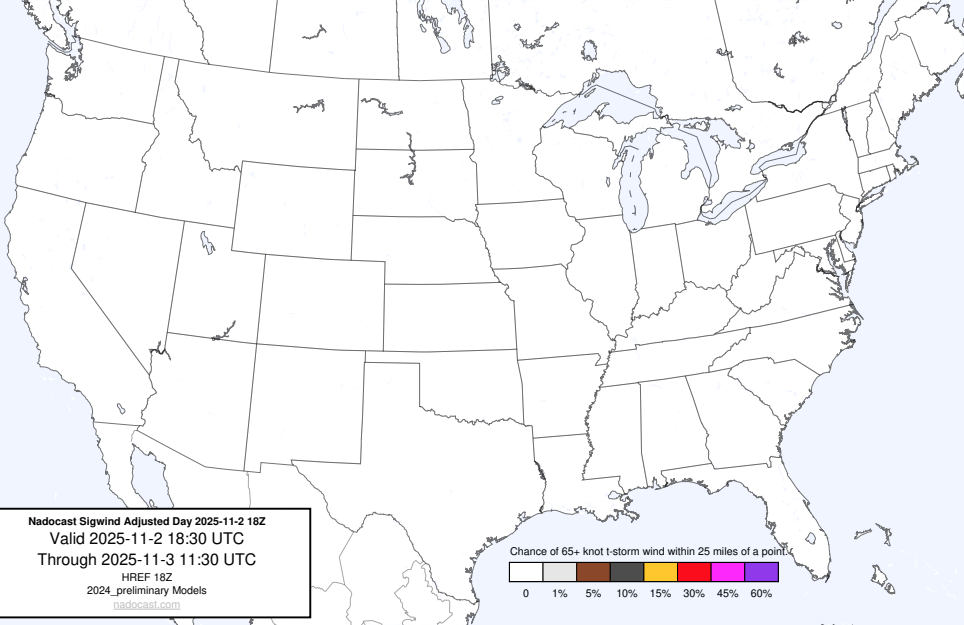 Nadocast Sigwind Adjusted Day 2025-11-2 18Z
Valid 2025-11-2 18:30 UTC
Through 2025-11-3 11:30 UTC
HREF 18Z
2024_preliminary Models
nadocast.com
Chance of 65+ knot t-storm wind within 25 miles of a point.
0 1% 5% 10% 15% 30% 45% 60%